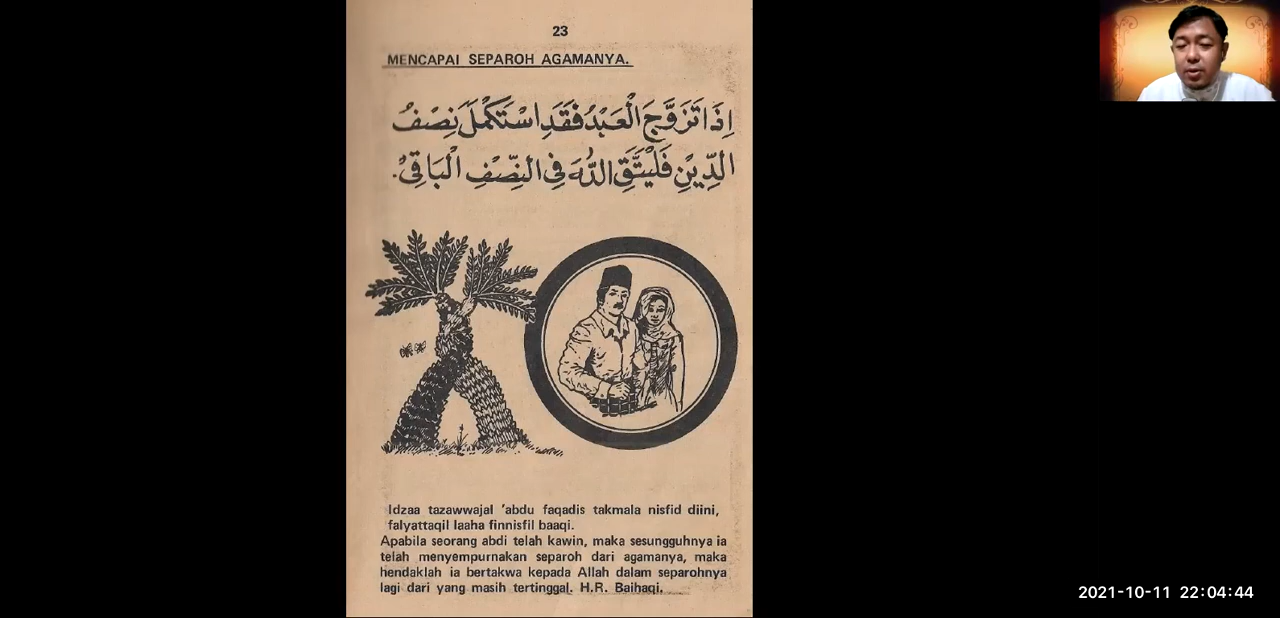 23
MENCAPAI SEPAROH AGAMANYA.
اِذَا تَزَوَّجَ الْعَبْدُ فَقَدِ اسْتَكْمَلَ نِصْفُ
الدِّيْنِ فَلْيَتَّقِ اللّٰهَ فِى النِّصْفِ الْبَاقِيْ.
Idzaa tazawwajal 'abdu faqadis takmala nisfid diini,
falyattaqil laaha finnisfil baaqi.
Apabila seorang abdi telah kawin, maka sesungguhnya ia
telah menyempurnakan separoh dari agamanya, maka
hendaklah ia bertakwa kepada Allah dalam separohnya
lagi dari yang masih tertinggal. H.R. Baihaqi.
2021-10-11 22:04:44